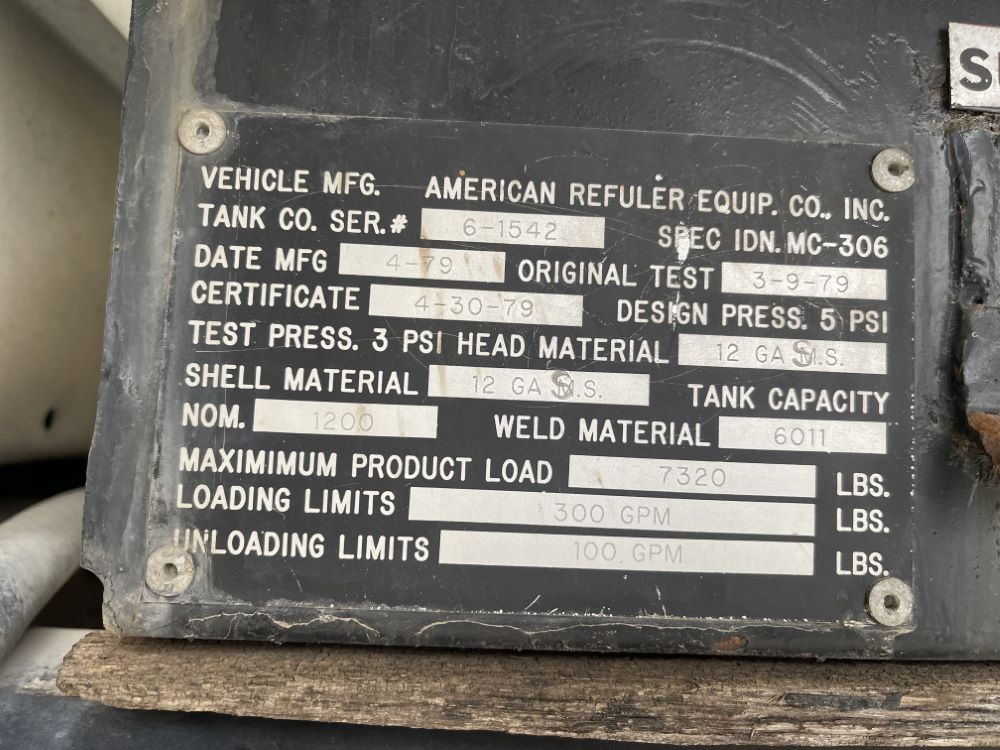 VEHICLE MFG. AMERICAN REFULER EQUIP. CO., INC.
TANK CO. SER.# 6-1542 SPEC IDN. MC-306
DATE MFG 4-79 ORIGINAL TEST 3-9-79
CERTIFICATE 4-30-79 DESIGN PRESS. 5 PSI
TEST PRESS. 3 PSI HEAD MATERIAL 12 GA S M.S.
SHELL MATERIAL 12 GA S M.S. TANK CAPACITY
NOM. 1200 WELD MATERIAL 6011
MAXIMIMUM PRODUCT LOAD 7320 LBS.
LOADING LIMITS 300 GPM LBS.
UNLOADING LIMITS 100 GPM LBS.